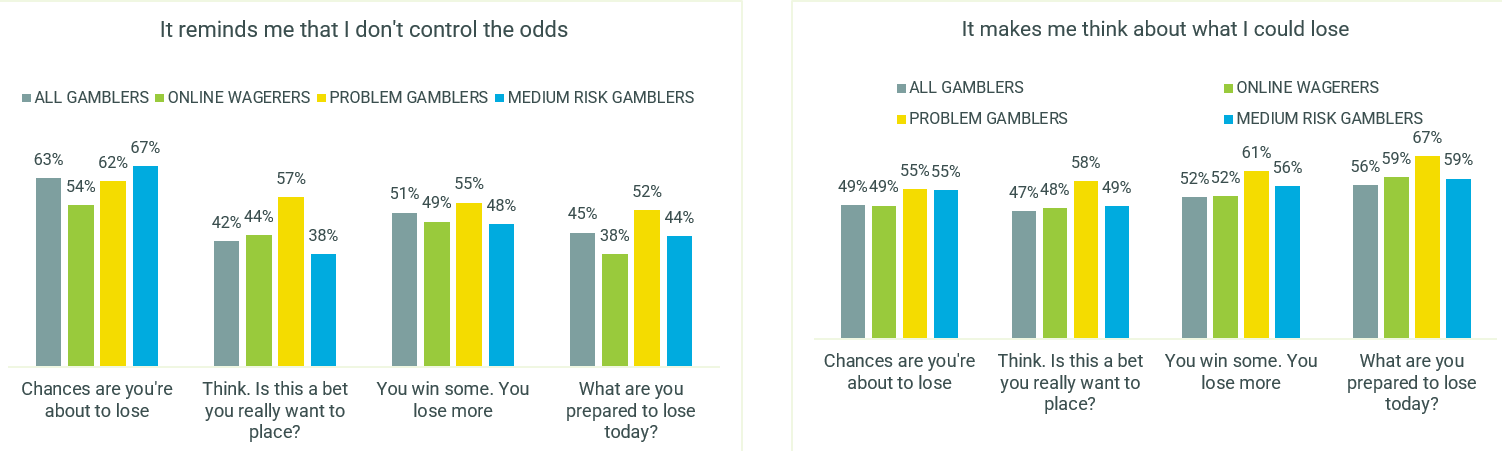 It reminds me that I don't control the odds
ALL GAMBLERS ONLINE WAGERERS PROBLEM GAMBLERS MEDIUM RISK GAMBLERS
63% 54% 62% 67%
42% 44% 57% 38%
51% 49% 55% 48%
45% 38% 52% 44%
Chances are you're
about to lose
Think. Is this a bet
you really want to
place?
You win some. You
lose more
What are you
prepared to lose
today?
It makes me think about what I could lose
ALL GAMBLERS ONLINE WAGERERS
PROBLEM GAMBLERS MEDIUM RISK GAMBLERS
49% 49% 55% 55%
47% 48% 58% 49%
52% 52% 61% 56%
56% 59% 67% 59%
Chances are you're
about to lose
Think. Is this a bet
you really want to
place?
You win some. You
lose more
What are you
prepared to lose
today?